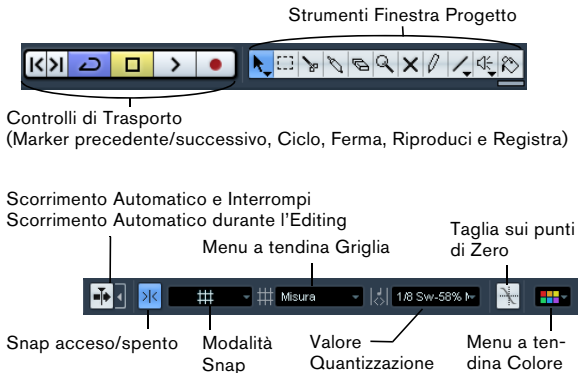 Strumenti Finestra Progetto
Controlli di Trasporto
(Marker precedente/successivo, Ciclo, Ferma, Riproduci e Registra)
Scorrimento Automatico e Interrompi
Scorrimento Automatico durante l'Editing
Menu a tendina Griglia
Taglia sui punti
di Zero
Misura
1/8 Sw-58% M
Snap acceso/spento
Modalità
Snap
Valore
Quantizzazione
Menu a ten-
dina Colore